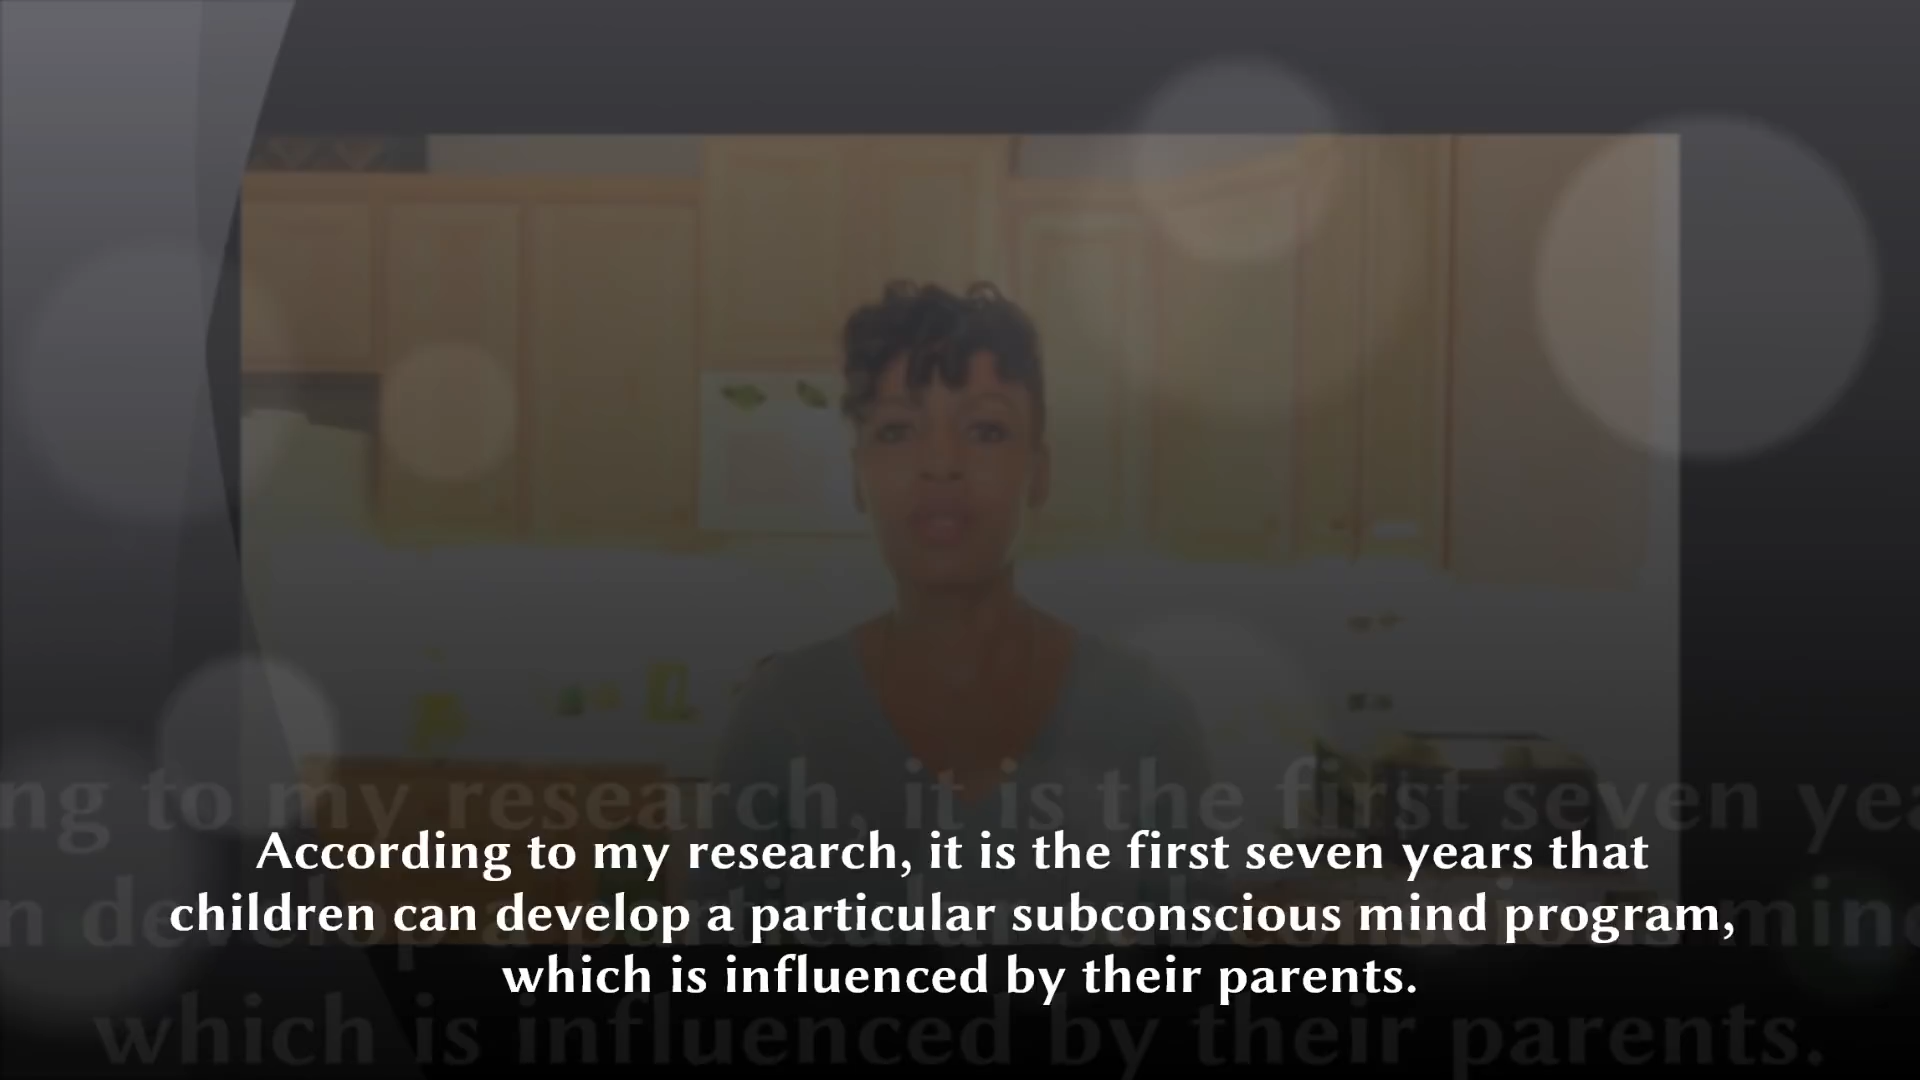 According to my research, it is the first seven years that
children can develop a particular subconscious mind program,
which is influenced by their parents.